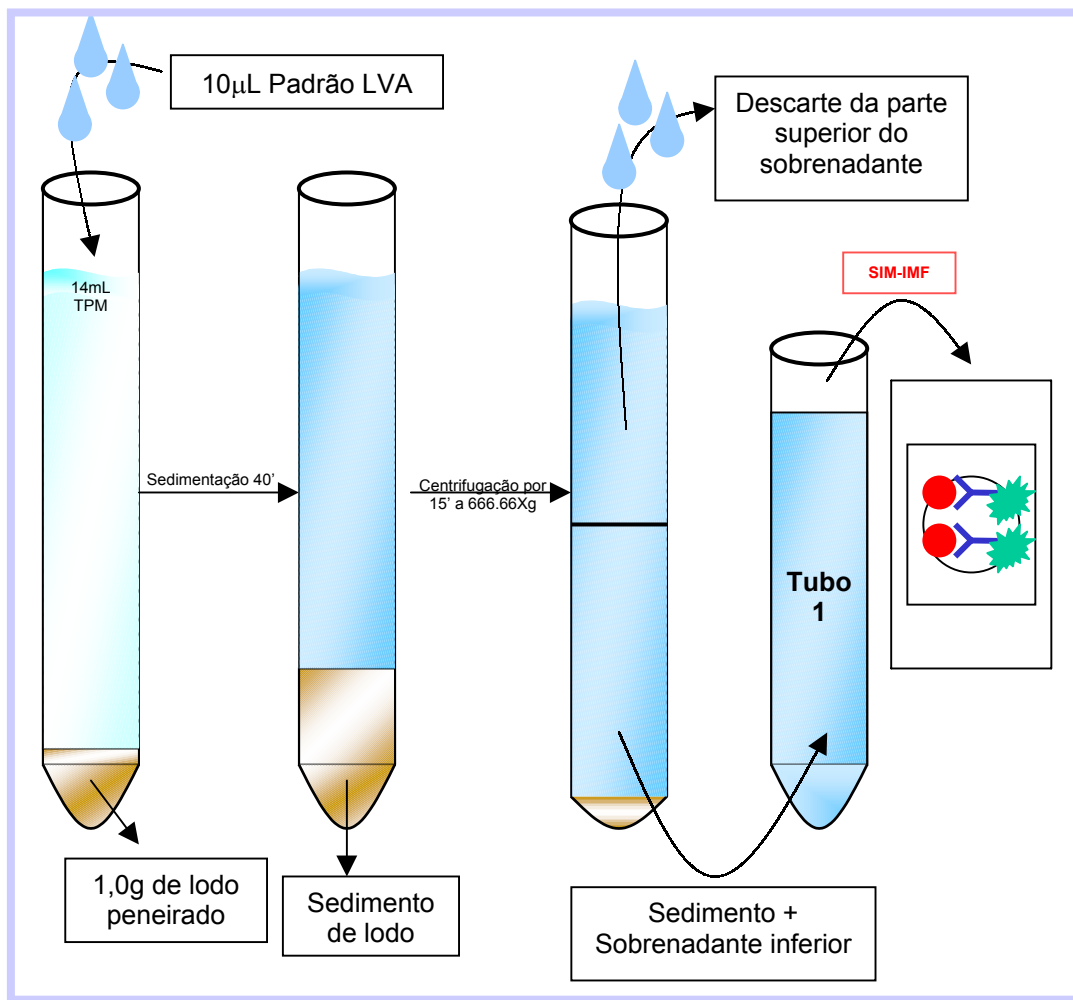 10μL Padrão LVA
Descarte da parte
superior do
sobrenadante
14mL
TPM
SIM-IMF
Sedimentação 40’
Centrifugação por
15’ a 666.66Xg
Tubo
1
1,0g de lodo
peneirado
Sedimento
de lodo
Sedimento +
Sobrenadante inferior